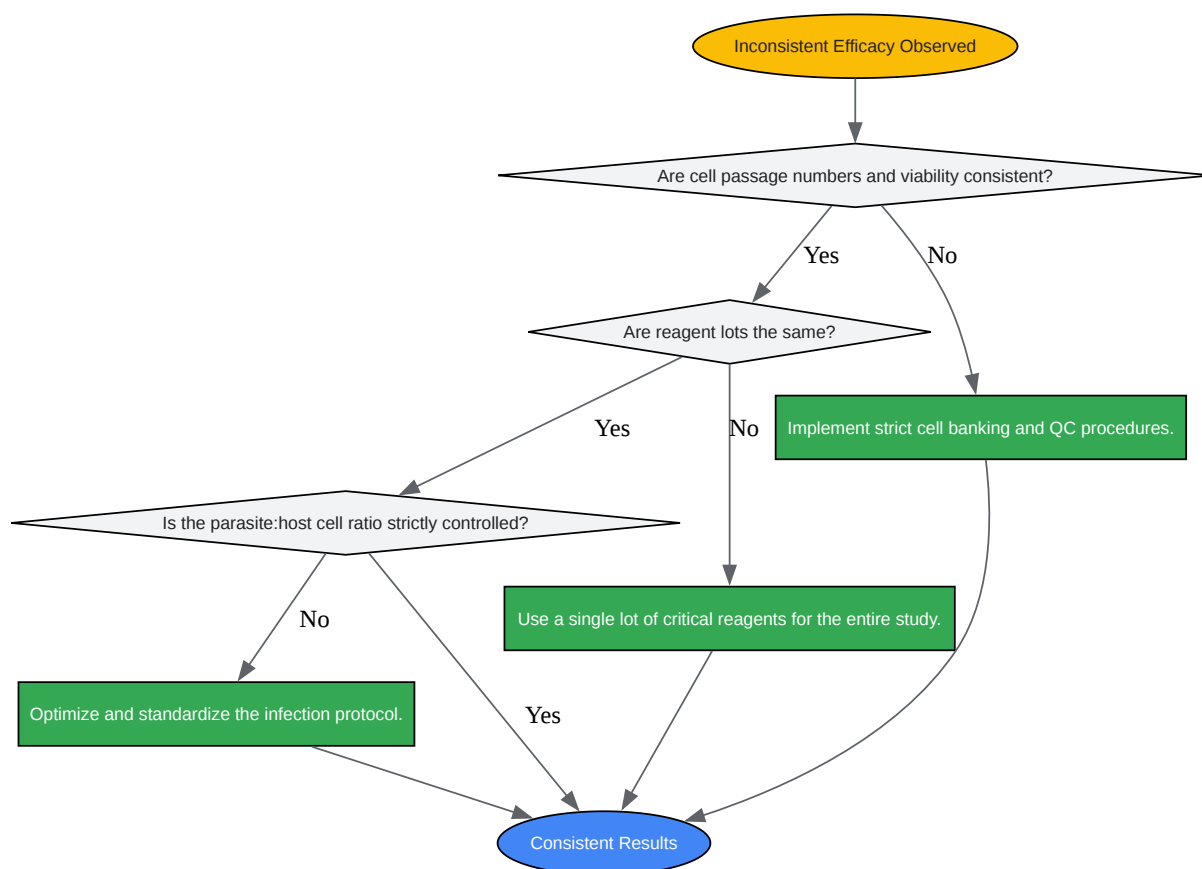 Inconsistent Efficacy Observed
Are cell passage numbers and viability consistent?
Yes
No
Are reagent lots the same?
Implement strict cell banking and QC procedures.
Yes
No
Is the parasite:host cell ratio strictly controlled?
Use a single lot of critical reagents for the entire study.
No
Optimize and standardize the infection protocol.
Yes
Consistent Results